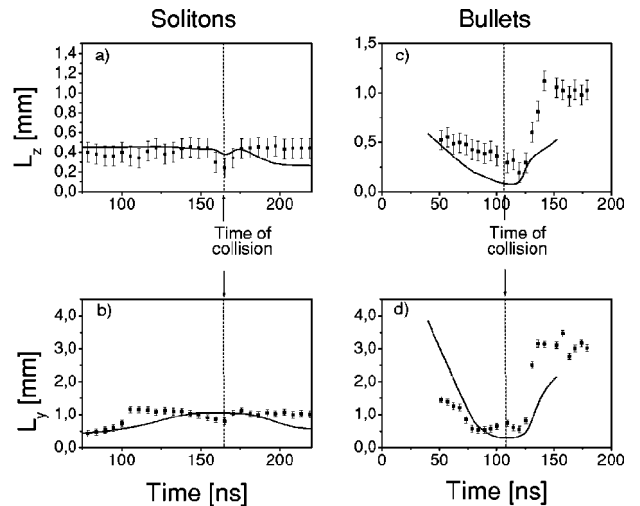 Solitons
Bullets
a)
L_z [mm]
1,4
1,2
1,0
0,8
0,6
0,4
0,2
0,0
100
150
200
Time of
collision
c)
1,5
1,0
0,5
0,0
0
50
100
150
200
Time of
collision
b)
L_y [mm]
4,0
3,0
2,0
1,0
0,0
100
150
200
Time [ns]
d)
4,0
3,0
2,0
1,0
0,0
0
50
100
150
200
Time [ns]